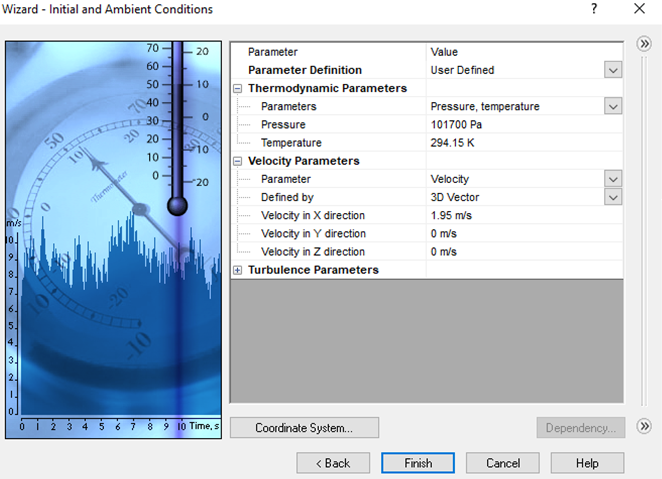 Wizard - Initial and Ambient Conditions
? ×
Parameter Value
Parameter Definition User Defined
Thermodynamic Parameters
Parameters Pressure, temperature
Pressure 101700 Pa
Temperature 294.15 K
Velocity Parameters
Parameter Velocity
Defined by 3D Vector
Velocity in X direction 1.95 m/s
Velocity in Y direction 0 m/s
Velocity in Z direction 0 m/s
Turbulence Parameters
70 20
60
50 10
40
30 0
20
10
0 -20
70
50
20
10
Thermometer
0
-20
10
-10
m/s
10
9
8
7
6
5
4
3
2
1
0
0 1 2 3 4 5 6 7 8 9 10 Time, s
Coordinate System... Dependency...
< Back Finish Cancel Help